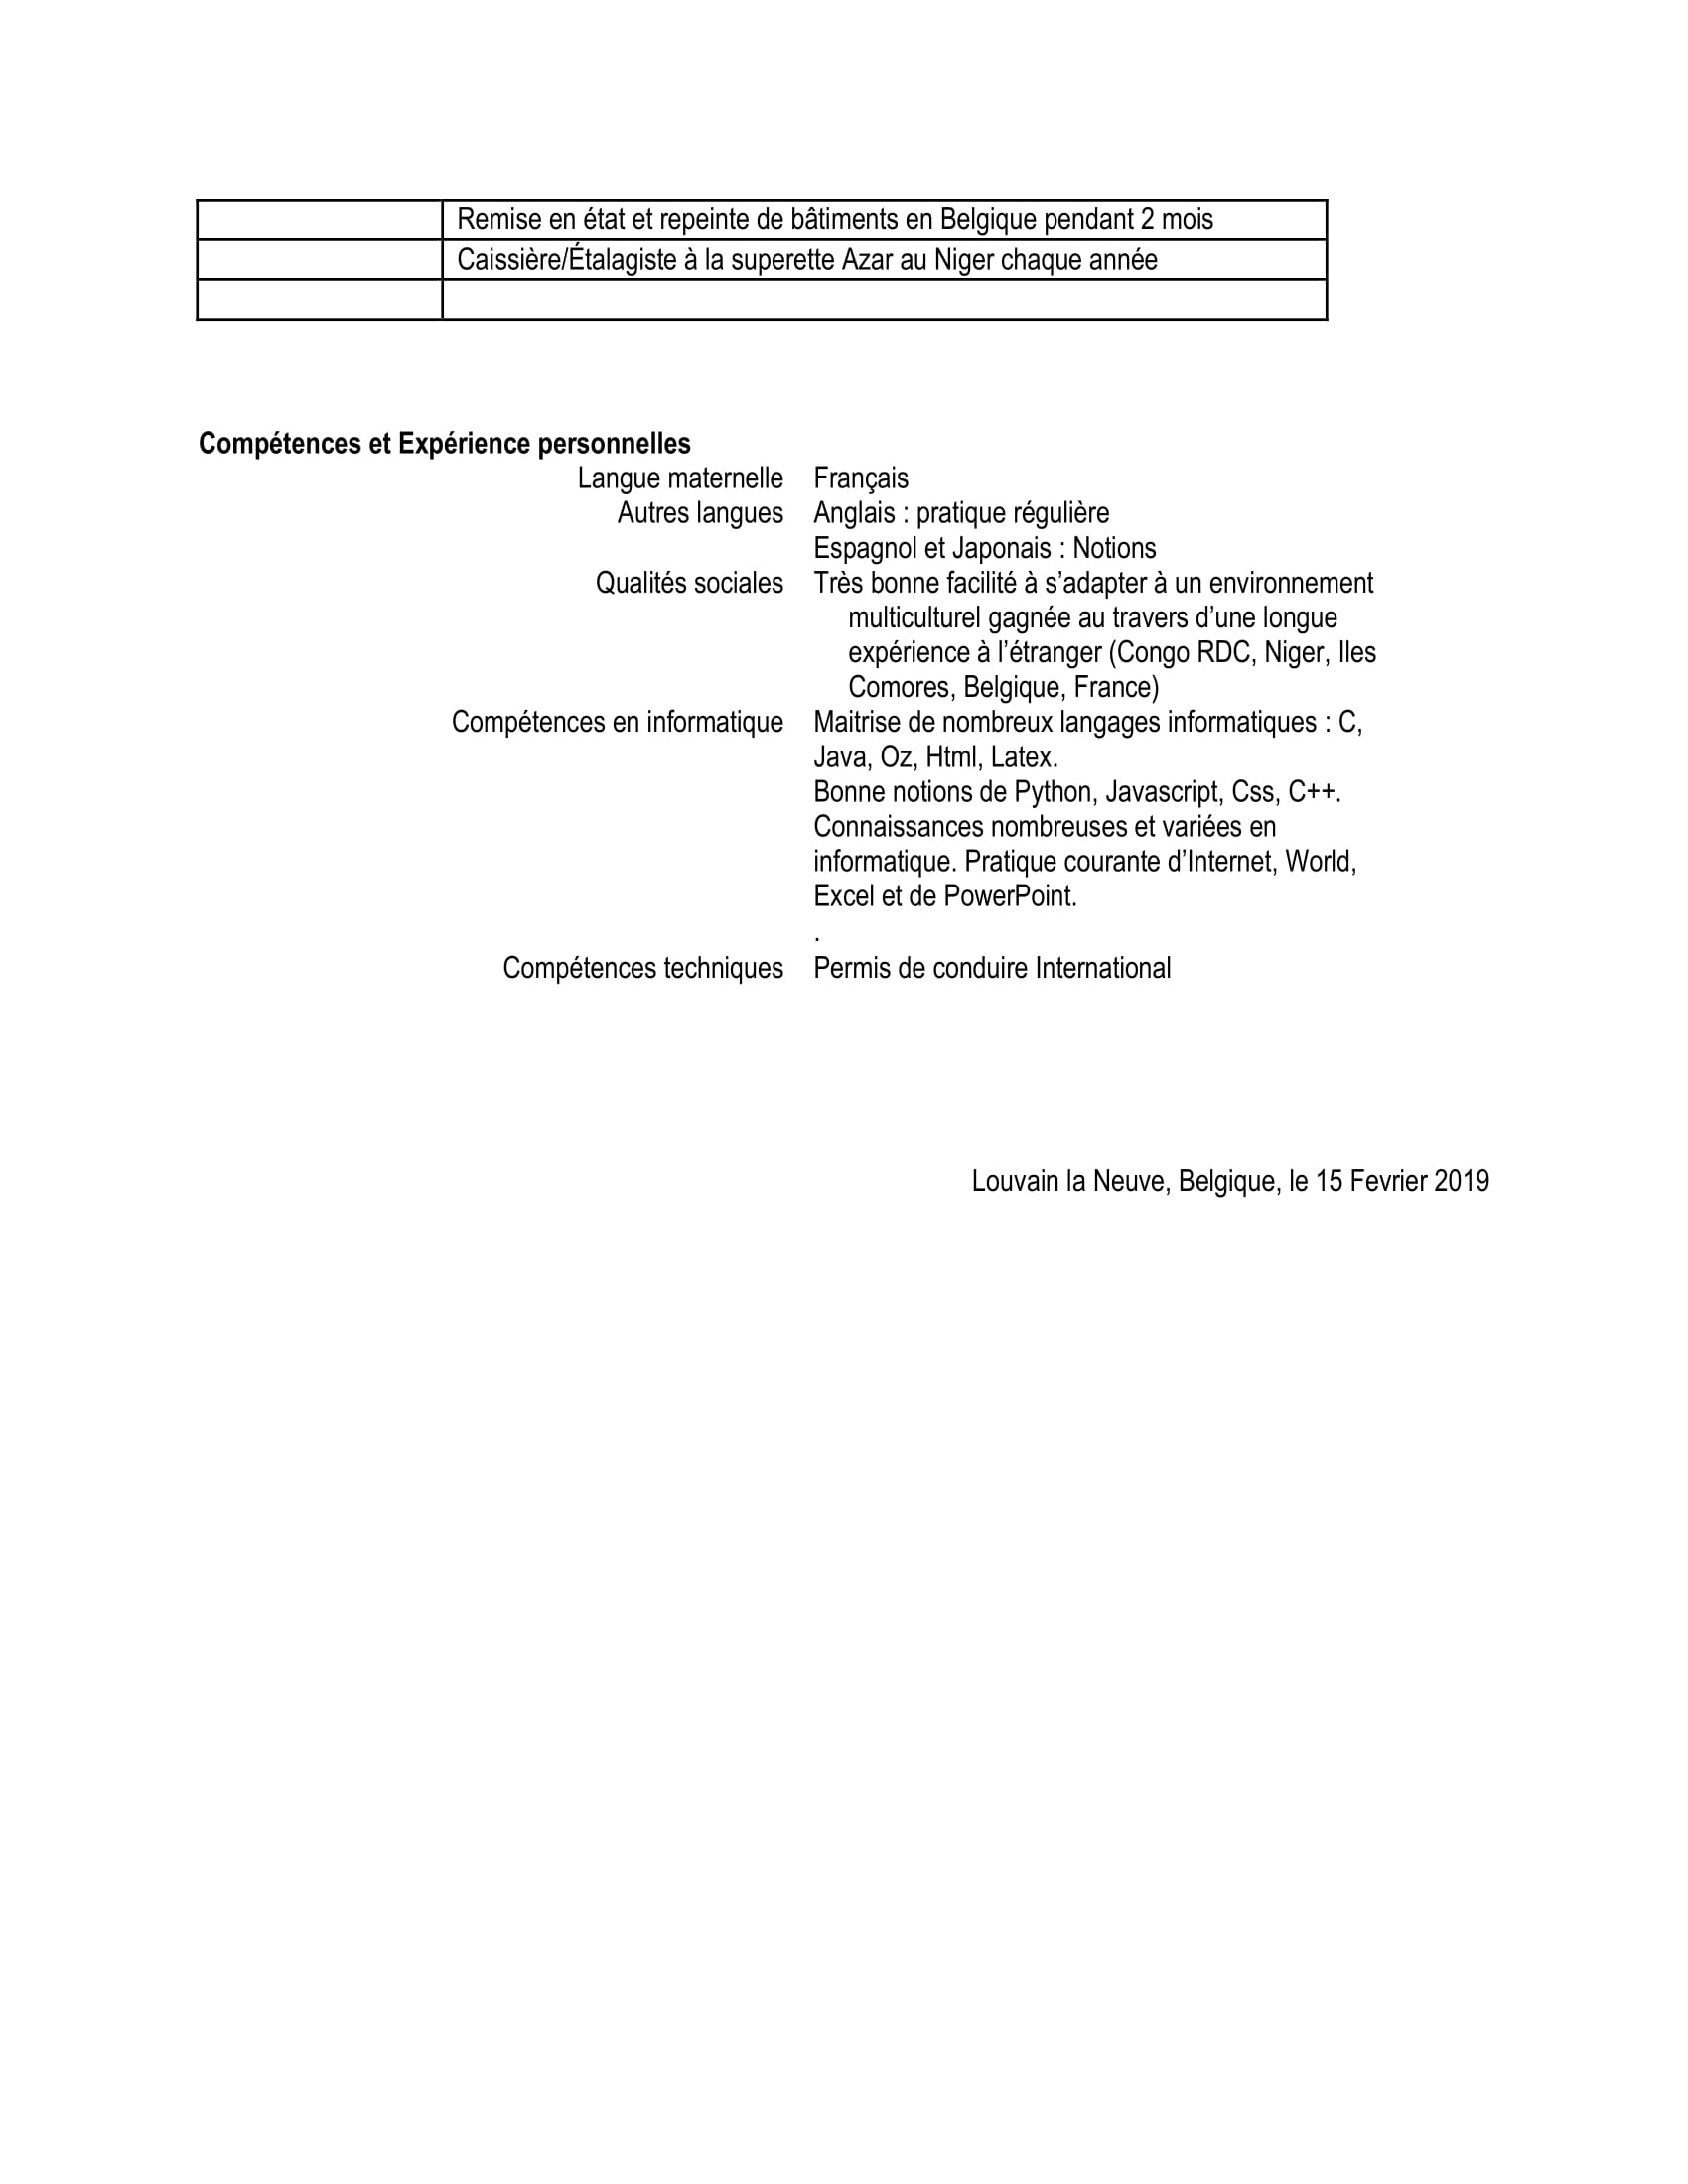 Remise en état et repeinte de bâtiments en Belgique pendant 2 mois
Caissière/Étalagiste à la superette Azar au Niger chaque année
Compétences et Expérience personnelles
Langue maternelle Français
Autres langues Anglais : pratique régulière
Espagnol et Japonais : Notions
Qualités sociales Très bonne facilité à s’adapter à un environnement
multiculturel gagnée au travers d’une longue
expérience à l’étranger (Congo RDC, Niger, Iles
Comores, Belgique, France)
Compétences en informatique Maitrise de nombreux langages informatiques : C,
Java, Oz, Html, Latex.
Bonne notions de Python, Javascript, Css, C++.
Connaissances nombreuses et variées en
informatique. Pratique courante d’Internet, World,
Excel et de PowerPoint.
.
Compétences techniques Permis de conduire International
Louvain la Neuve, Belgique, le 15 Fevrier 2019